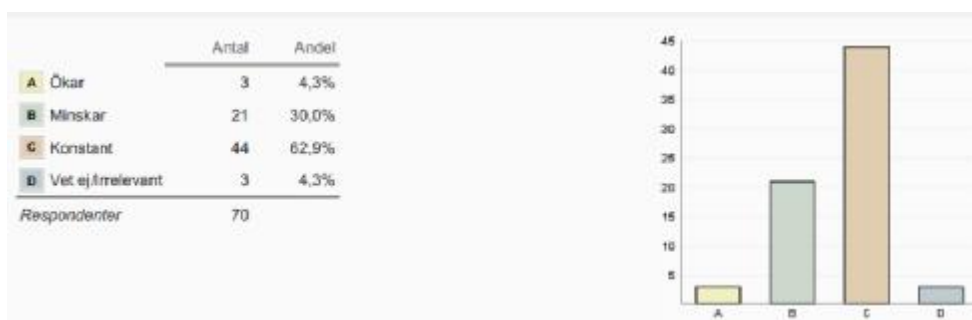 Antal Andel
A Ökar 3 4,3%
B Minskar 21 30,0%
C Konstant 44 62,9%
D Vet ej/Irrelevant 3 4,3%
Respondenter 70
45
40
35
30
25
20
15
10
5
A B C D